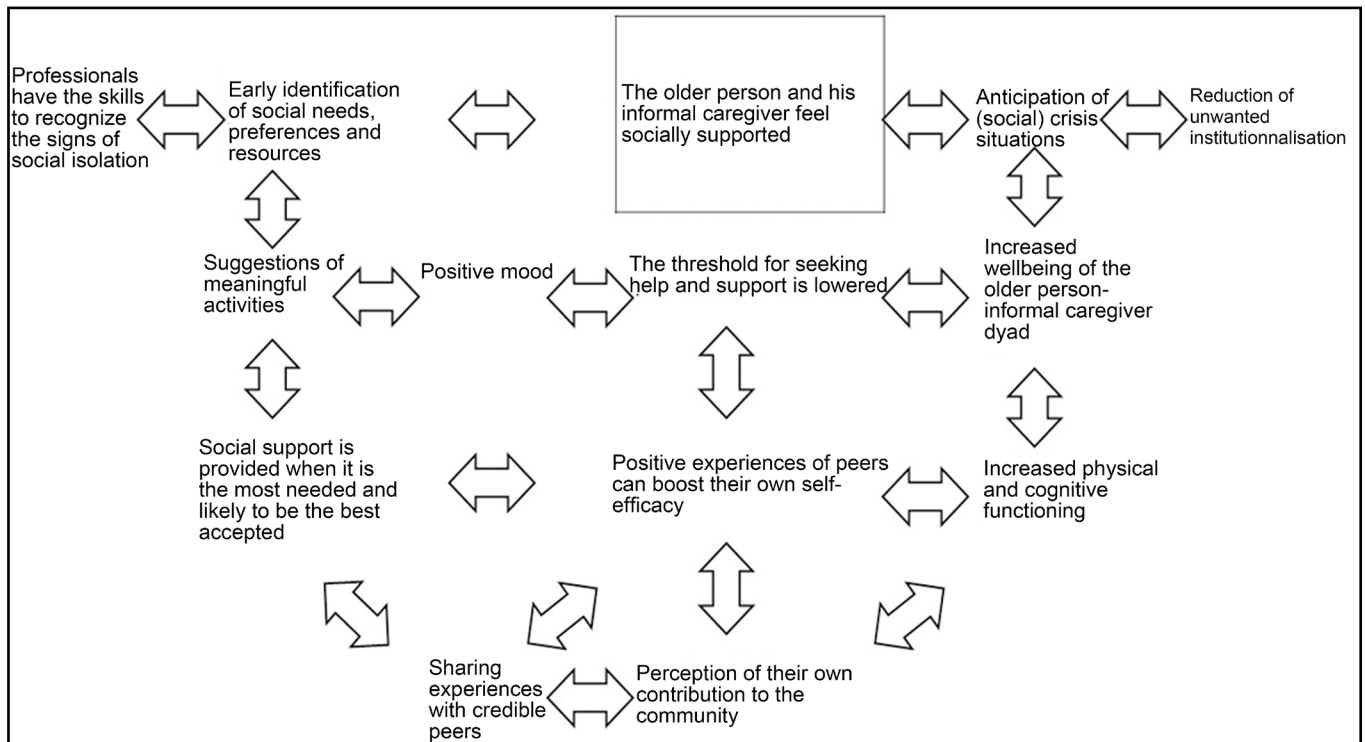 Professionals
have the skills
to recognize
the signs of
social isolation
Early identification
of social needs,
preferences and
resources
The older person and his
informal caregiver feel
socially supported
Anticipation of
(social) crisis
situations
Reduction of
unwanted
institutionnalisation
Suggestions of
meaningful
activities
Positive mood
The threshold for seeking
help and support is lowered
Increased
wellbeing of the
older person-
informal caregiver
dyad
Social support is
provided when it is
the most needed and
likely to be the best
accepted
Positive experiences of peers
can boost their own self-
efficacy
Increased physical
and cognitive
functioning
Sharing
experiences
with credible
peers
Perception of their own
contribution to the
community